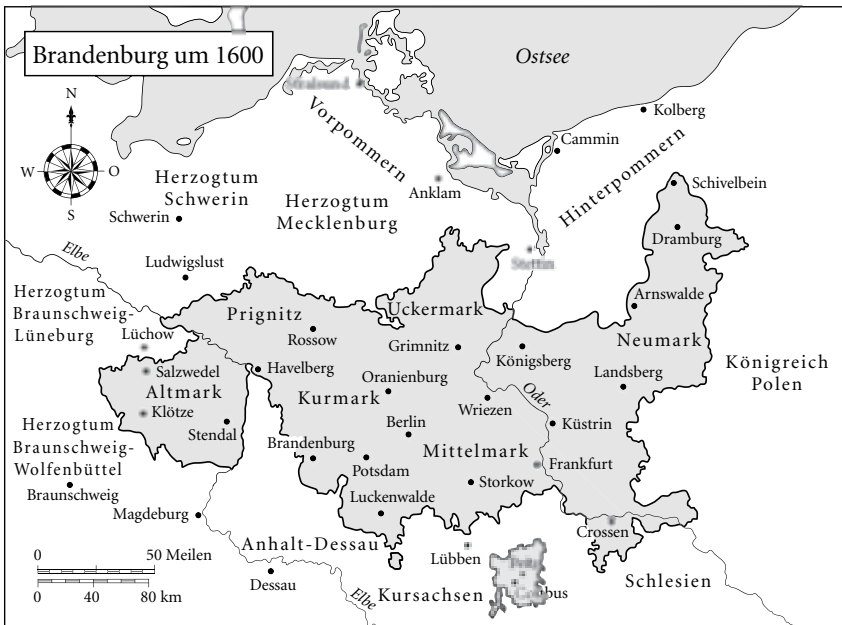 Brandenburg um 1600
Ostsee
Stralsund
Vorpommern
Kolberg
Cammin
N
W
O
S
Herzogtum
Schwerin
Schwerin
Herzogtum
Mecklenburg
Anklam
Hinterpommern
Schivelbein
Dramburg
Elbe
Stettin
Ludwigslust
Herzogtum
Braunschweig-
Lüneburg
Lüchow
Prignitz
Rossow
Uckermark
Grimnitz
Arnswalde
Neumark
Königsberg
Königreich
Polen
Salzwedel
Altmark
Klötze
Stendal
Havelberg
Oranienburg
Kurmark
Wriezen
Oder
Landsberg
Küstrin
Herzogtum
Braunschweig-
Wolfenbüttel
Braunschweig
Berlin
Brandenburg
Mittelmark
Potsdam
Frankfurt
Storkow
Luckenwalde
Magdeburg
Crossen
Anhalt-Dessau
Lübben
0
50 Meilen
0
40
80 km
Dessau
Elbe
Kursachsen
Schlesien